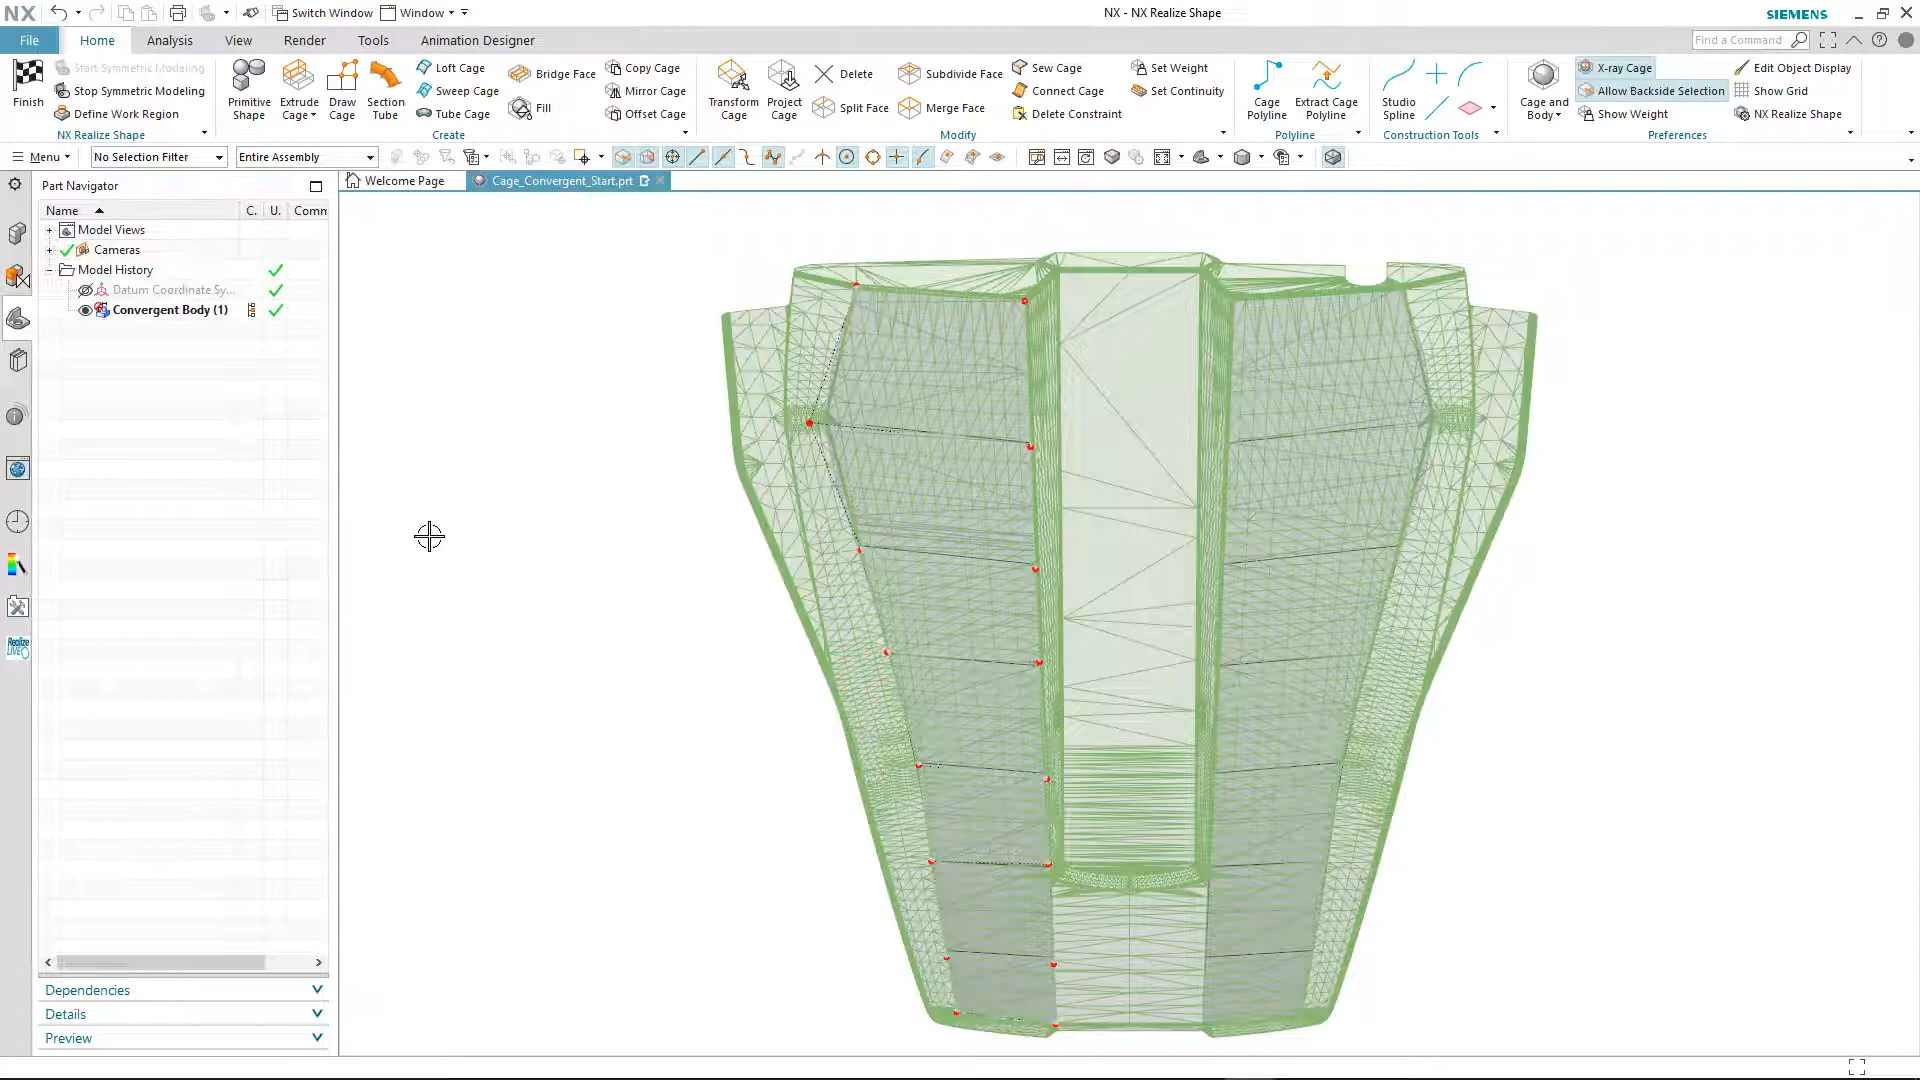 NX
Switch Window
Window
NX - NX Realize Shape
SIEMENS
File
Home
Analysis
View
Render
Tools
Animation Designer
Find a Command
Finish
Start Symmetric Modeling
Stop Symmetric Modeling
Define Work Region
NX Realize Shape
Primitive
Shape
Extrude
Cage
Draw
Cage
Section
Tube
Loft Cage
Sweep Cage
Tube Cage
Bridge Face
Fill
Copy Cage
Mirror Cage
Offset Cage
Create
Transform
Cage
Project
Cage
Delete
Split Face
Subdivide Face
Merge Face
Sew Cage
Connect Cage
Delete Constraint
Set Weight
Set Continuity
Modify
Cage
Polyline
Extract Cage
Polyline
Polyline
Studio
Spline
Construction Tools
Cage and
Body
X-ray Cage
Allow Backside Selection
Show Weight
Edit Object Display
Show Grid
NX Realize Shape
Preferences
Menu
No Selection Filter
Entire Assembly
Part Navigator
Welcome Page
Cage_Convergent_Start.prt
Name
C.
U.
Comm
Model Views
Cameras
Model History
Datum Coordinate Sy...
Convergent Body (1)
Realize
LIVE
Dependencies
Details
Preview